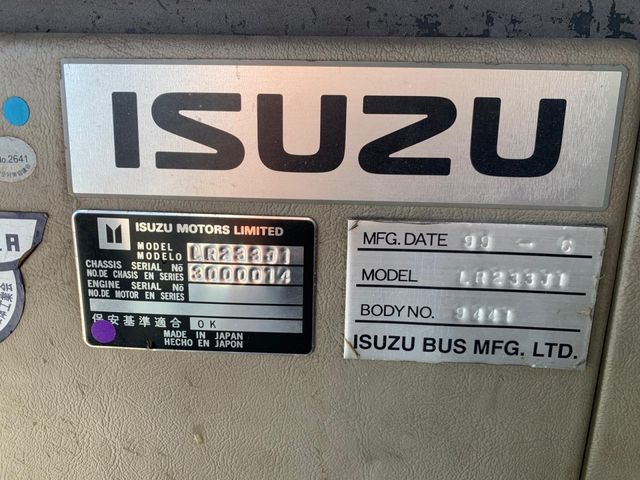 ISUZU
No.2641
ISUZU MOTORS LIMITED
MODEL
MODELO LR233J1
CHASSIS SERIAL No
NO.DE CHASIS EN SERIES 3000014
ENGINE SERIAL No
NO.DE MOTOR EN SERIES
保安基準適合 OK
MADE IN JAPAN
HECHO EN JAPON
MFG. DATE 99 - 6
MODEL LR233J1
BODY NO. 9441
ISUZU BUS MFG. LTD.